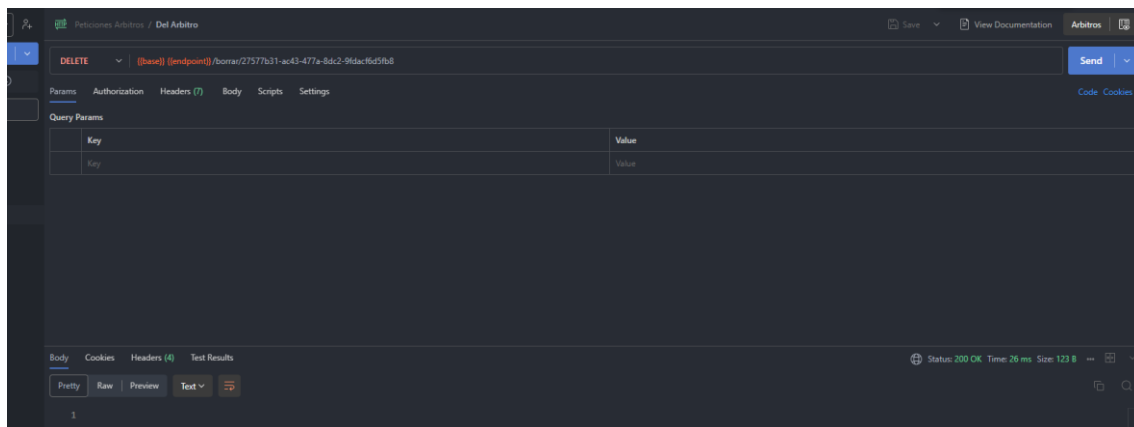 Peticiones Arbitros / Del Arbitro Save View Documentation Arbitros
DELETE {{base}} {{endpoint}}/borrar/27577b31-ac43-477a-8dc2-9fdacf6d5fb8 Send
Params Authorization Headers (7) Body Scripts Settings Code Cookies
Query Params
Key Value
Key Value
Body Cookies Headers (4) Test Results Status: 200 OK Time: 26 ms Size: 123 B
Pretty Raw Preview Text
1